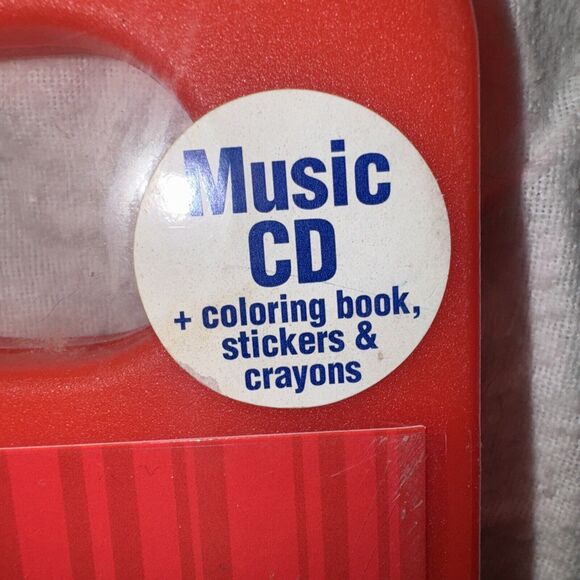 Music
CD
+ coloring book,
stickers &
crayons